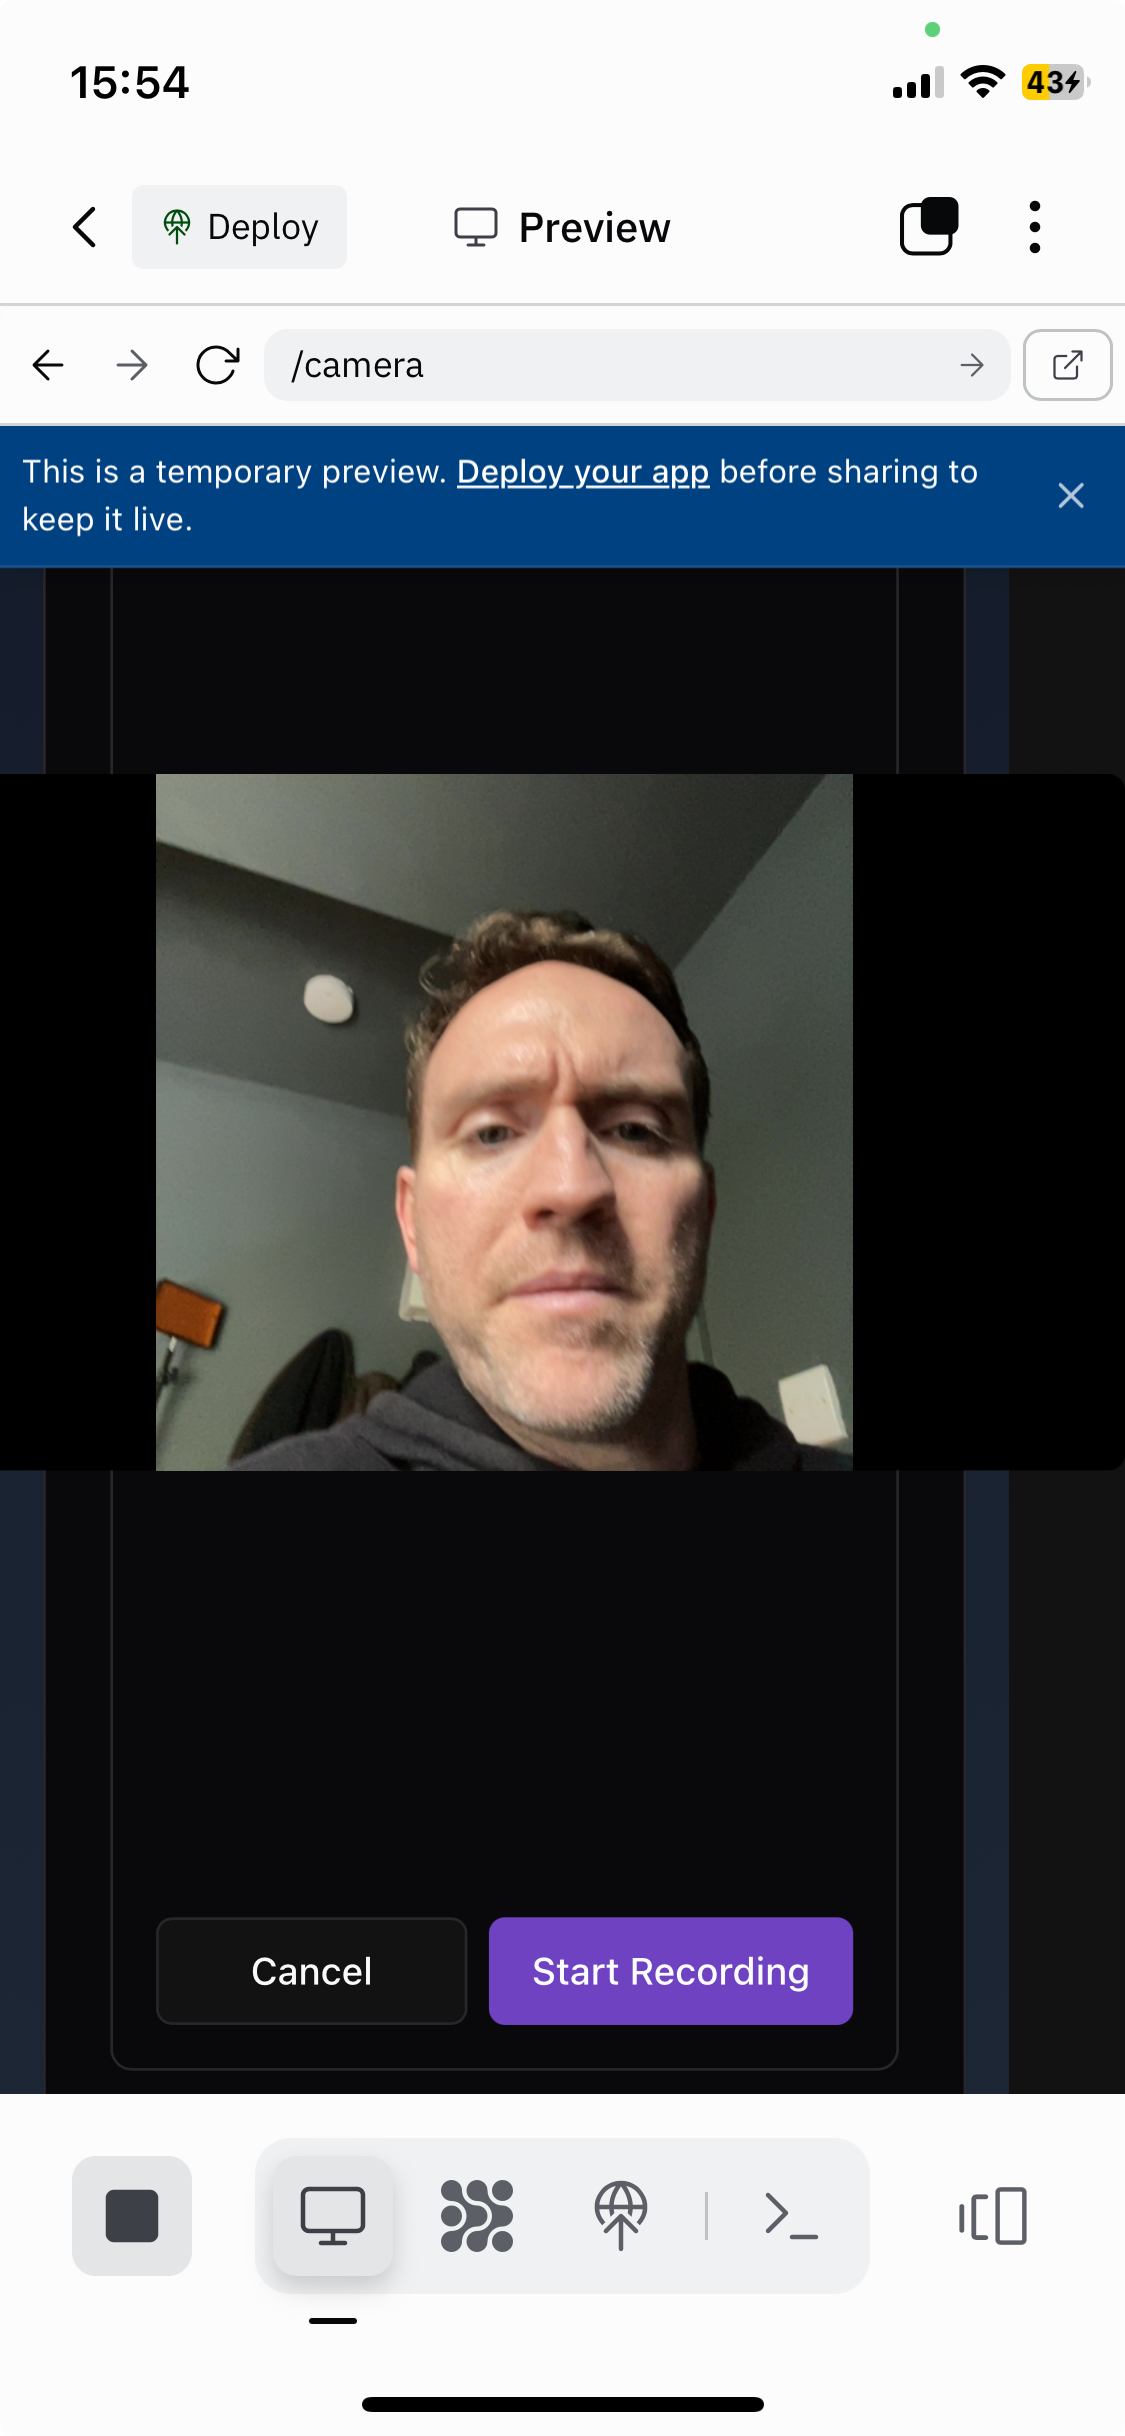 15:54
43
Deploy
Preview
/camera
This is a temporary preview. Deploy your app before sharing to
keep it live.
Cancel
Start Recording